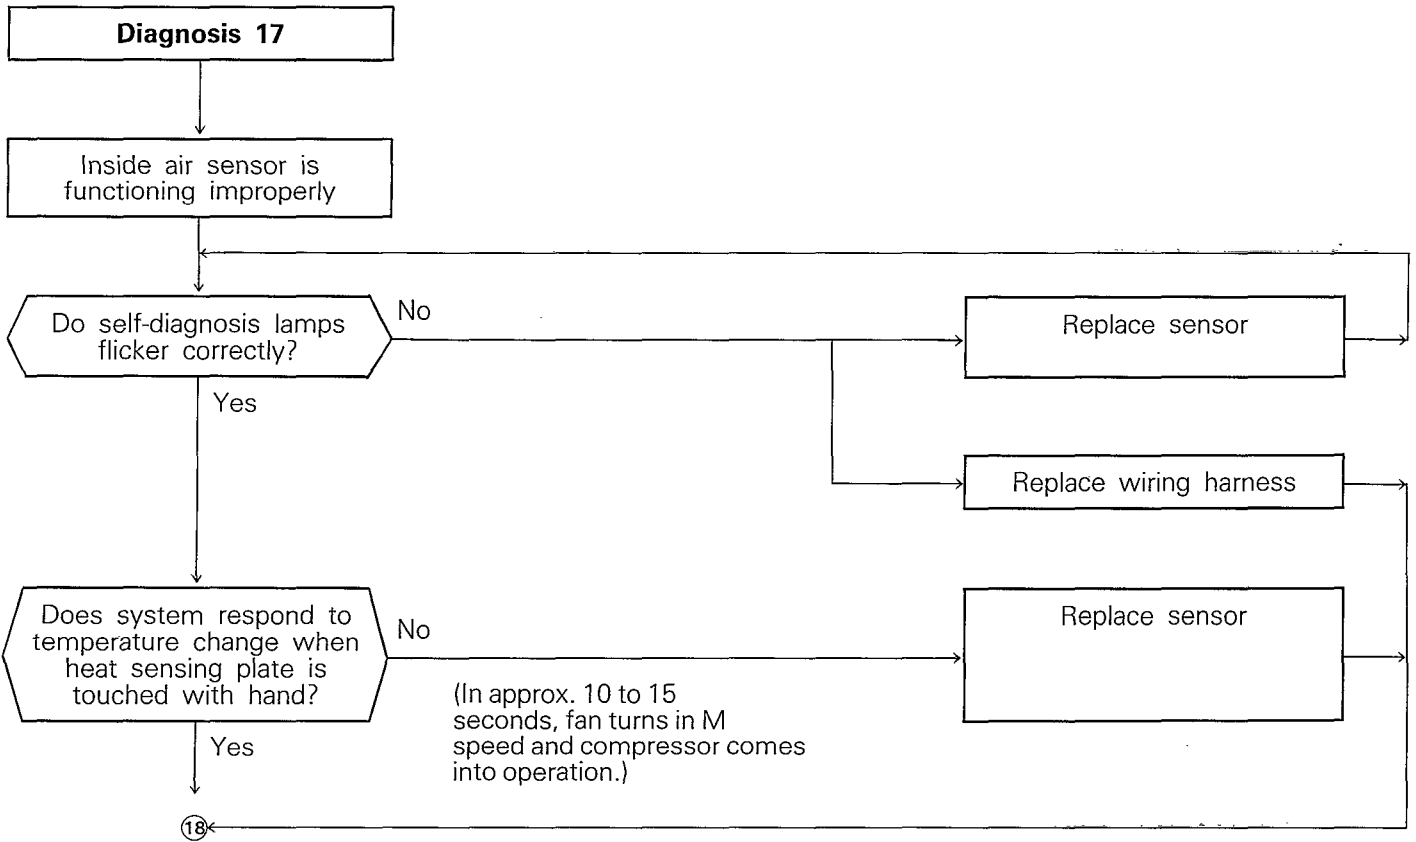 Diagnosis 17
Inside air sensor is
functioning improperly
Do self-diagnosis lamps
flicker correctly?
No
Replace sensor
Yes
Replace wiring harness
Does system respond to
temperature change when
heat sensing plate is
touched with hand?
No
Replace sensor
(In approx. 10 to 15
seconds, fan turns in M
speed and compressor comes
into operation.)
Yes
18